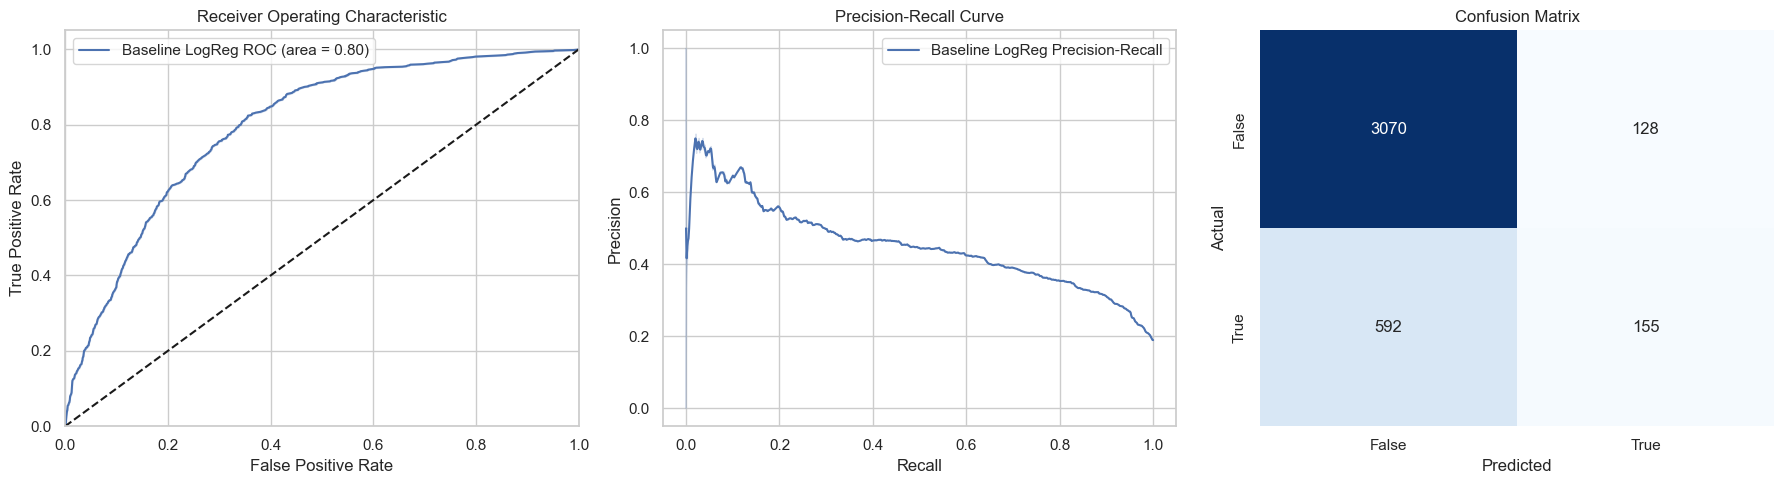 Receiver Operating Characteristic
Baseline LogReg ROC (area = 0.80)
True Positive Rate
1.0
0.8
0.6
0.4
0.2
0.0
0.0 0.2 0.4 0.6 0.8 1.0
False Positive Rate
Precision-Recall Curve
Baseline LogReg Precision-Recall
Precision
1.0
0.8
0.6
0.4
0.2
0.0
0.0 0.2 0.4 0.6 0.8 1.0
Recall
Confusion Matrix
Actual
False
3070 128
True
592 155
False True
Predicted